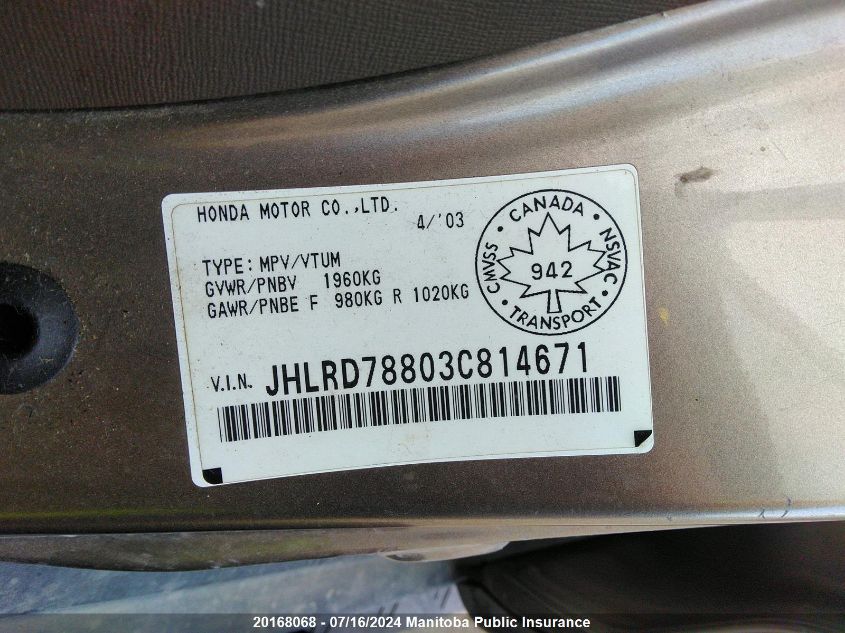 HONDA MOTOR CO.,LTD.
4/'03
TYPE: MPV/VTUM
GVWR/PNBV 1960KG
GAWR/PNBE F 980KG R 1020KG
CANADA • NSVAC • TRANSPORT • CMVSS •
942
V.I.N. JHLRD78803C814671
20168068 - 07/16/2024 Manitoba Public Insurance